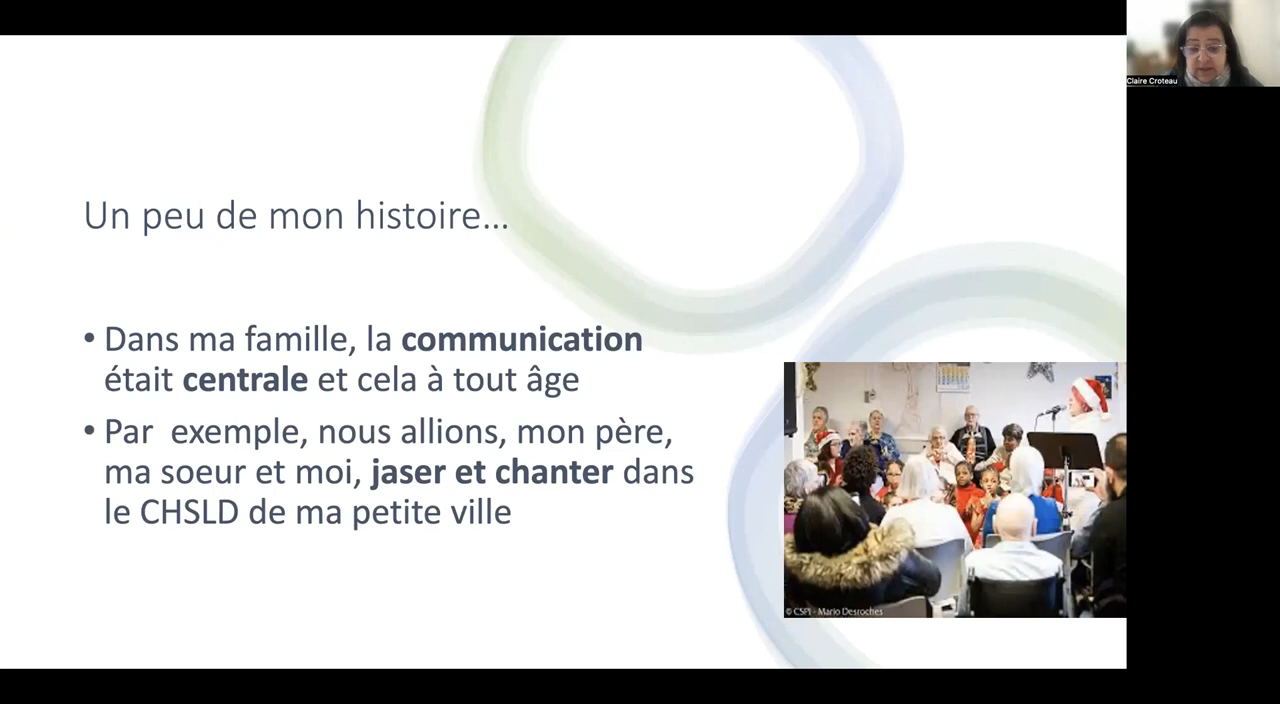 Claire Croteau
Un peu de mon histoire...
• Dans ma famille, la communication
était centrale et cela à tout âge
• Par exemple, nous allions, mon père,
ma soeur et moi, jaser et chanter dans
le CHSLD de ma petite ville
© CSPI - Mario Desroches